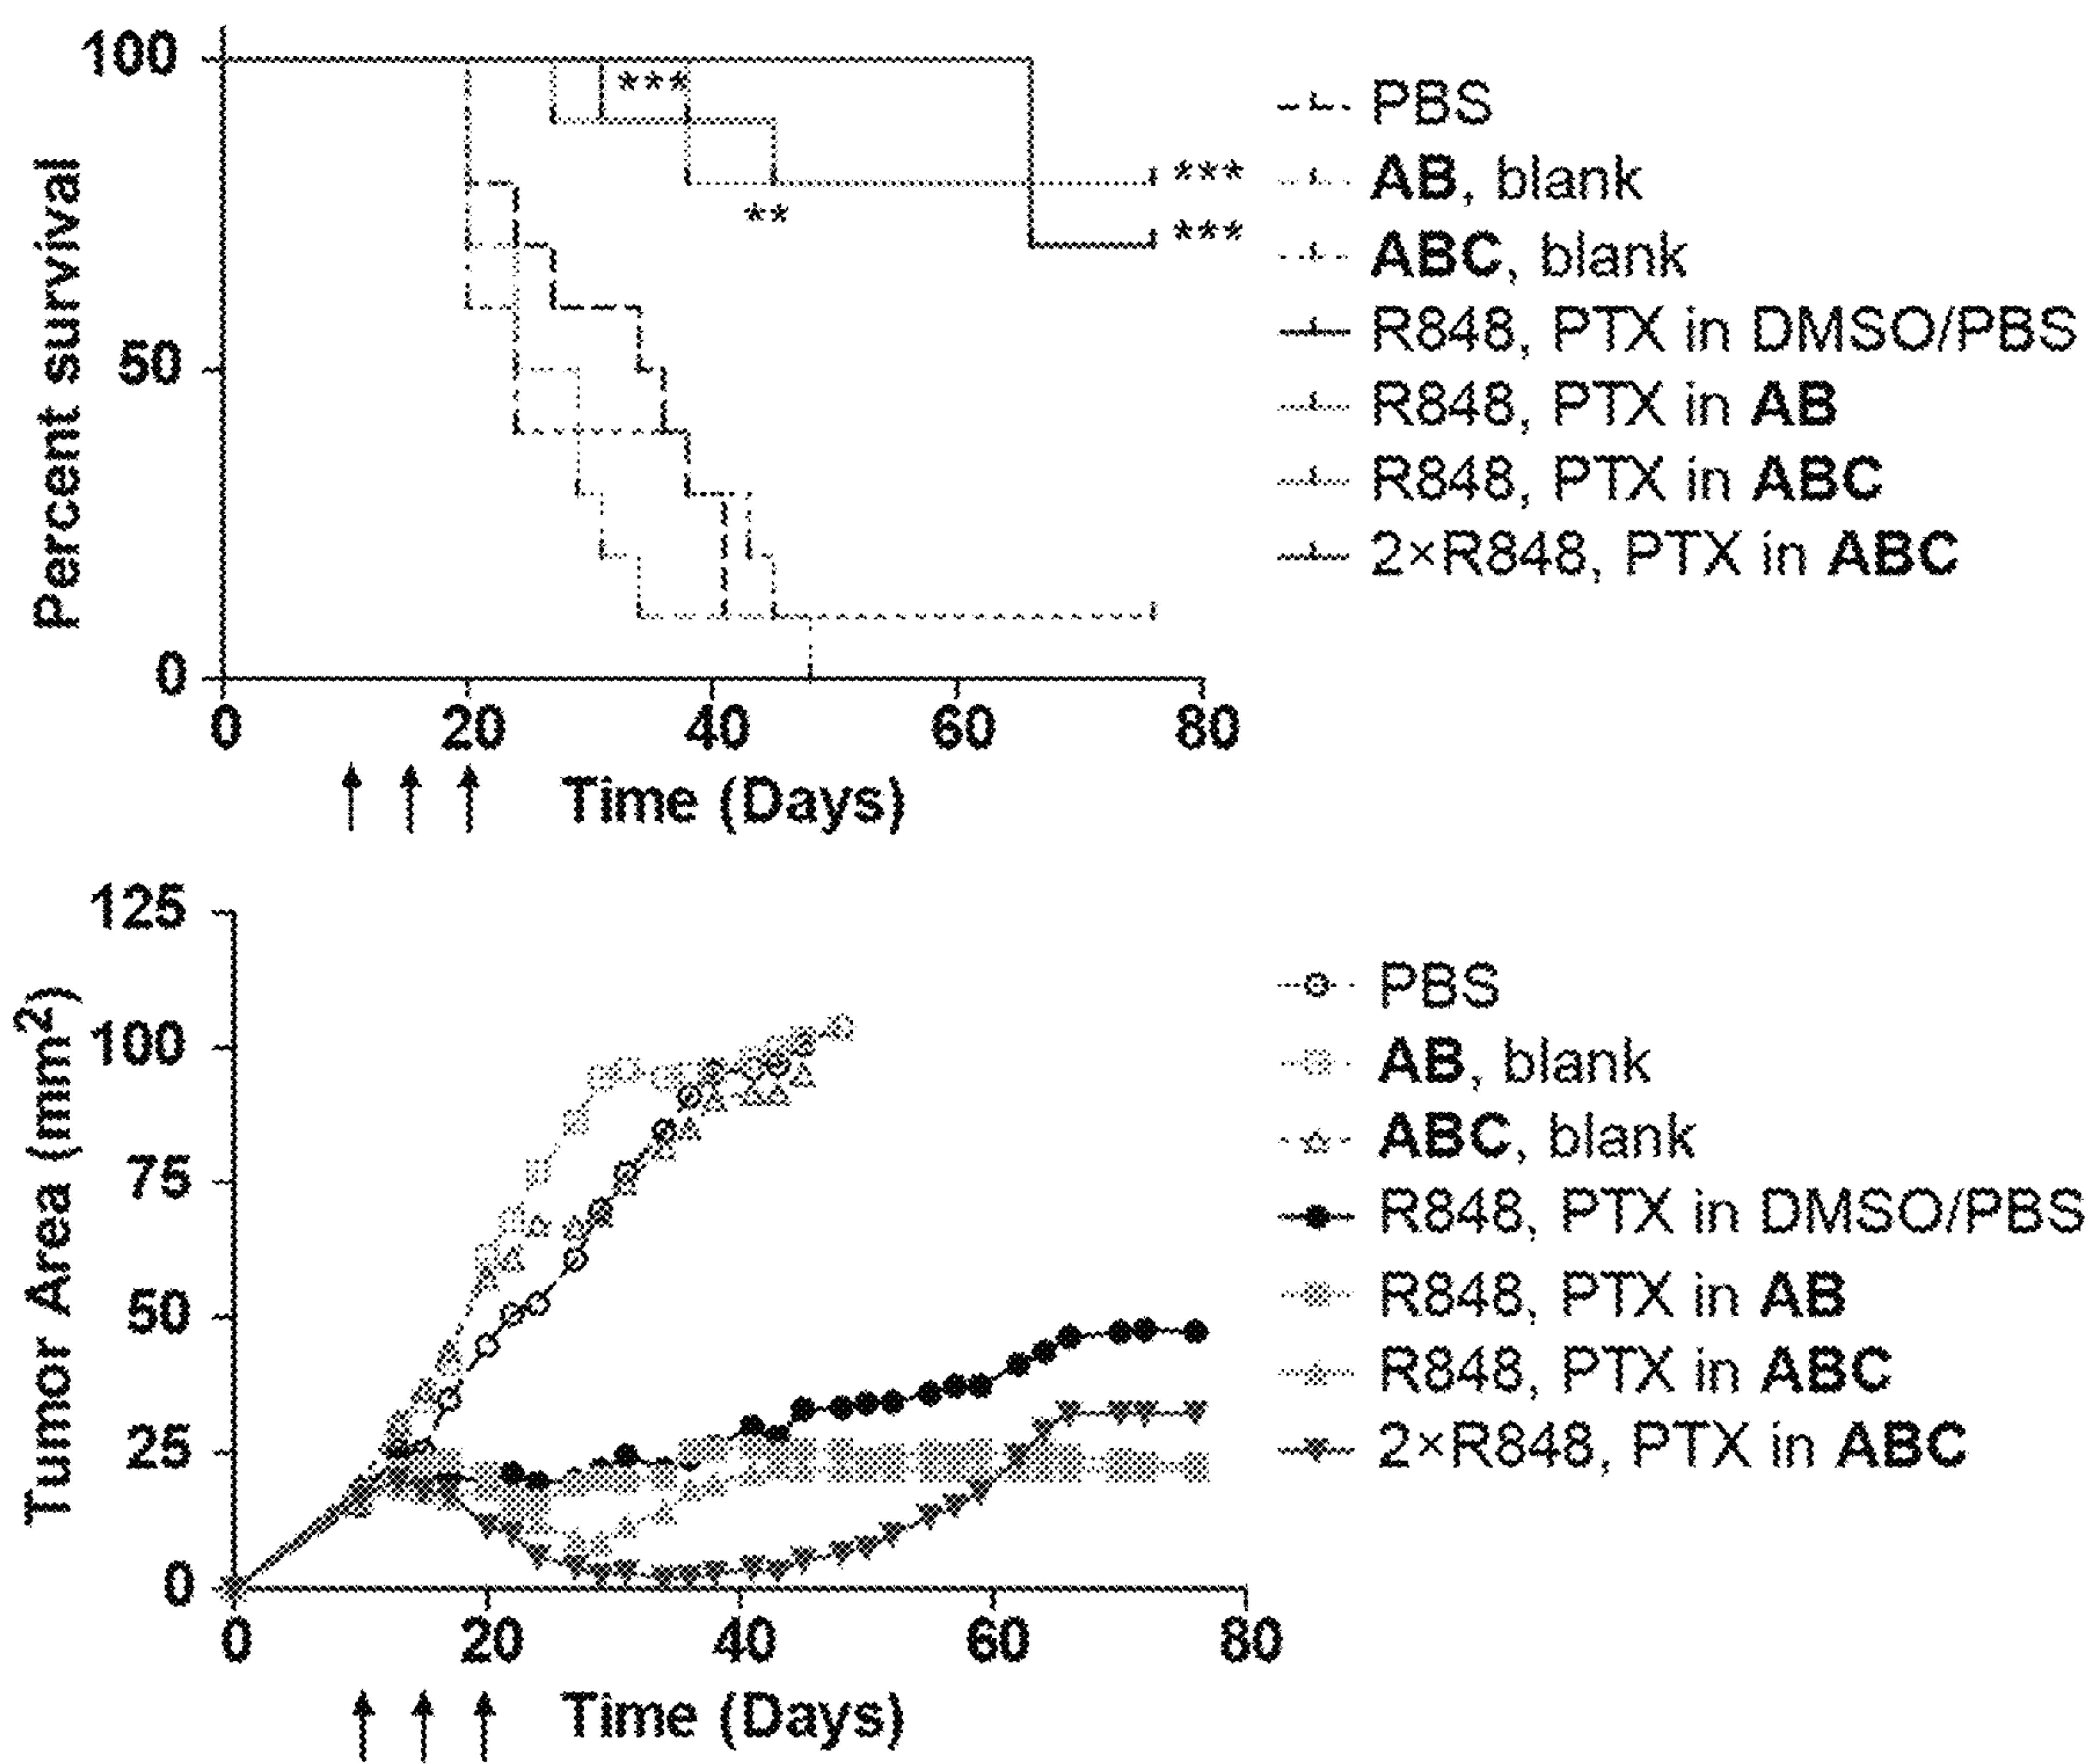 100
50
0
Percent survival
***
**
***
***
0 20 40 60 80
Time (Days)
PBS
AB, blank
ABC, blank
R848, PTX in DMSO/PBS
R848, PTX in AB
R848, PTX in ABC
2×R848, PTX in ABC
125
100
75
50
25
0
Tumor Area (mm²)
0 20 40 60 80
Time (Days)
PBS
AB, blank
ABC, blank
R848, PTX in DMSO/PBS
R848, PTX in AB
R848, PTX in ABC
2×R848, PTX in ABC